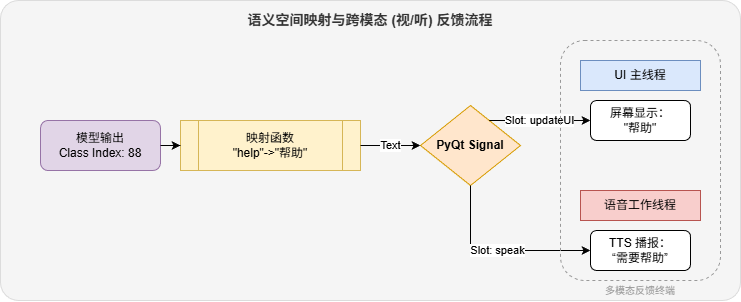 语义空间映射与跨模态 (视/听) 反馈流程
模型输出
Class Index: 88
映射函数
"help"->"帮助"
Text
PyQt Signal
Slot: updateUI
UI 主线程
屏幕显示：
"帮助"
Slot: speak
语音工作线程
TTS 播报：
“需要帮助”
多模态反馈终端